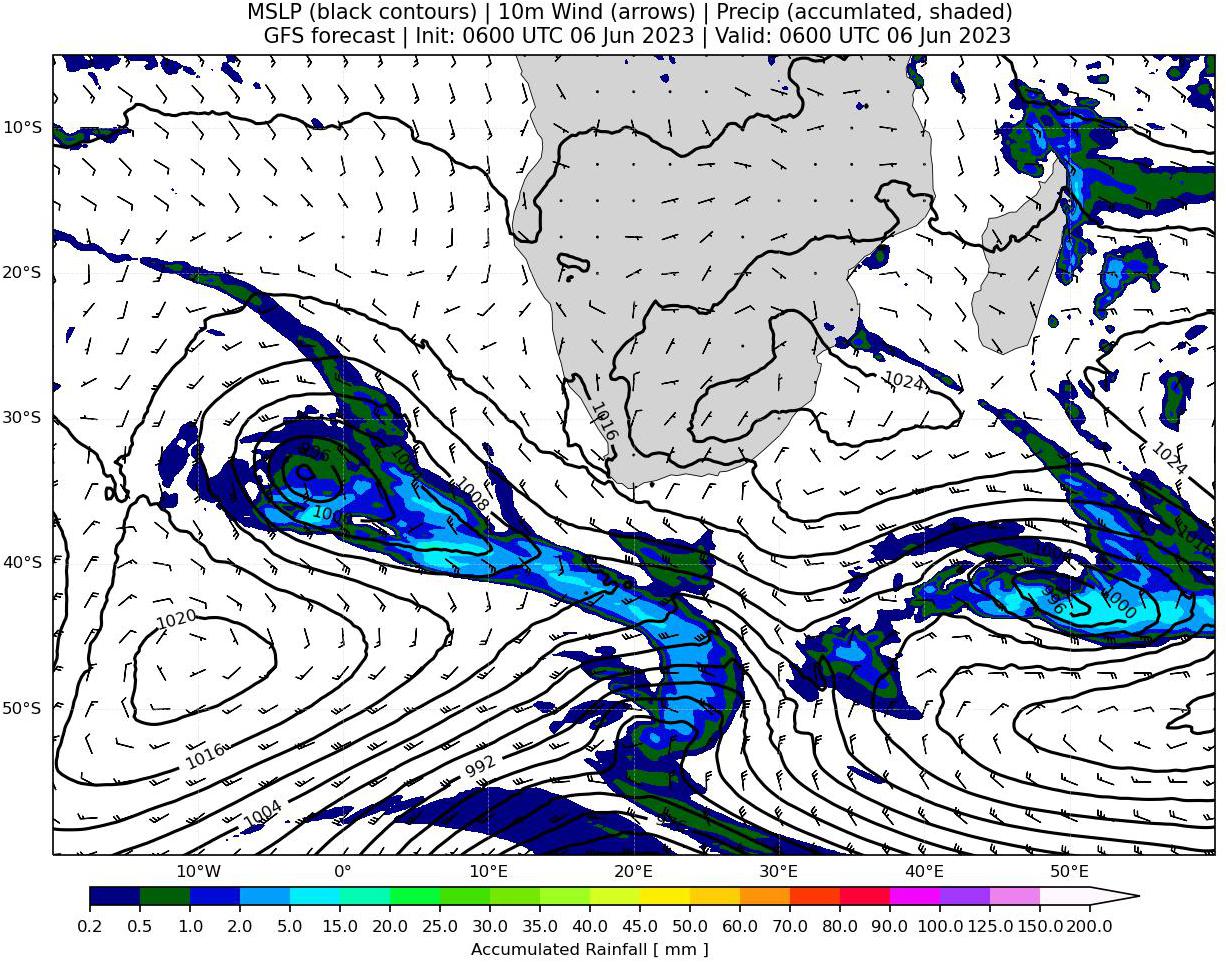 MSLP (black contours) | 10m Wind (arrows) | Precip (accumlated, shaded)
GFS forecast | Init: 0600 UTC 06 Jun 2023 | Valid: 0600 UTC 06 Jun 2023
10°S
20°S
30°S
40°S
50°S
1024
1016
1024
996
1008
1004
1016
996
1000
1020
1016
992
1004
10°W 0° 10°E 20°E 30°E 40°E 50°E
0.2 0.5 1.0 2.0 5.0 10.0 15.0 20.0 25.0 30.0 35.0 40.0 45.0 50.0 60.0 70.0 80.0 90.0 100.0 125.0 150.0 200.0
Accumulated Rainfall [ mm ]